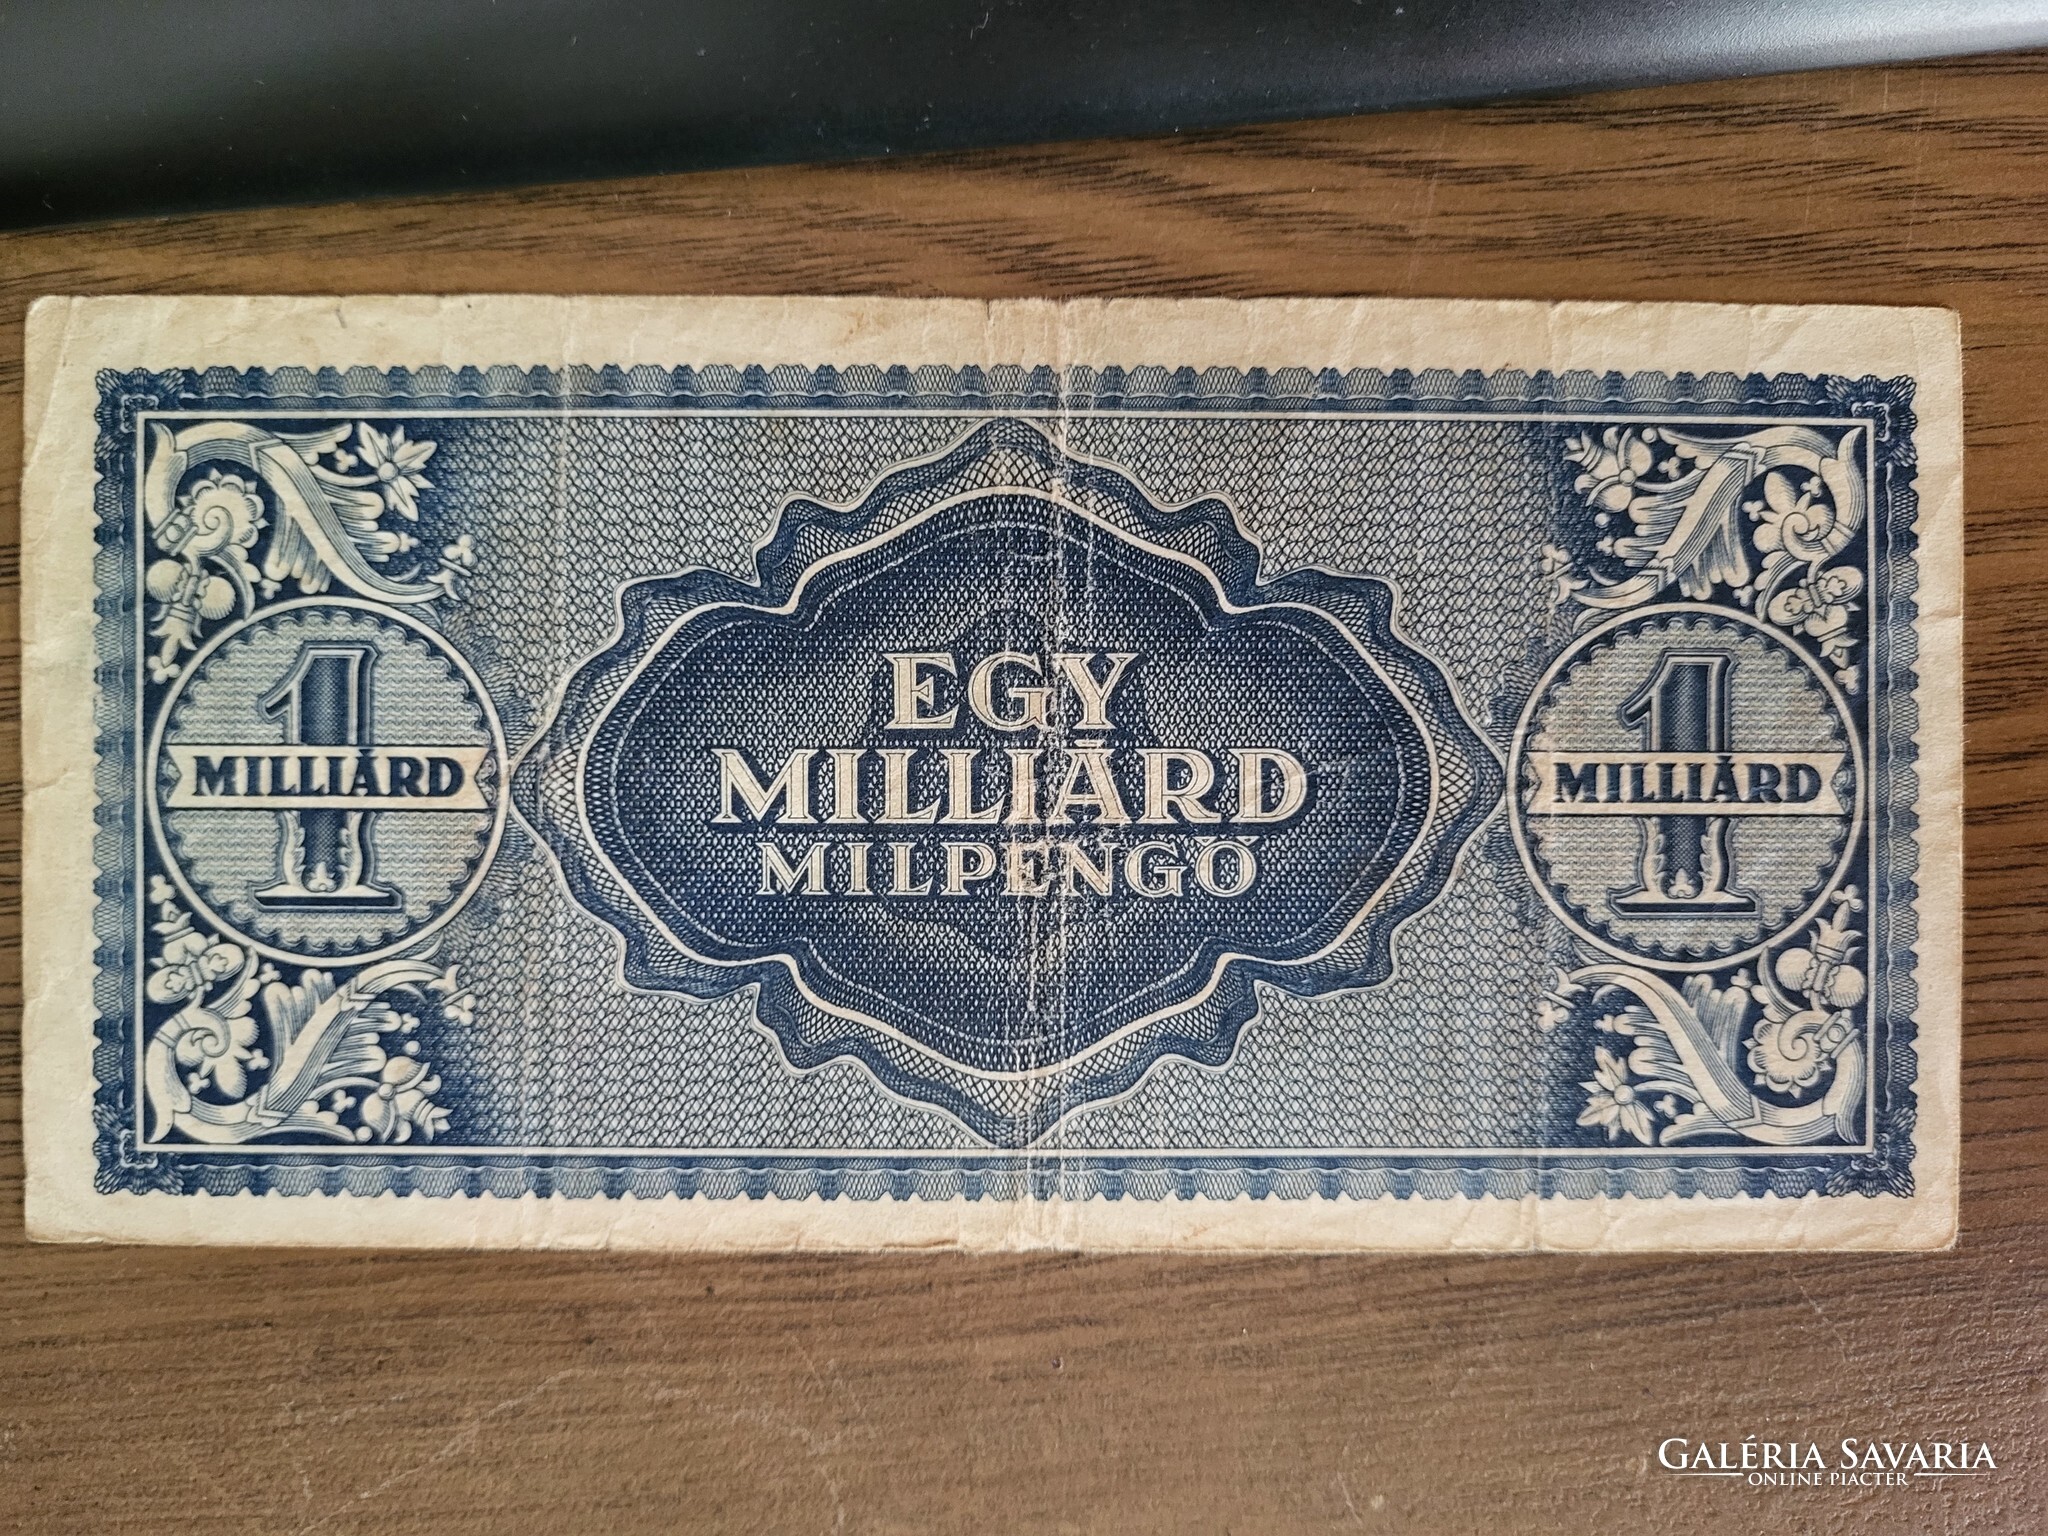 EGY
MILLIÁRD
MILPENGŐ
1
MILLIÁRD
1
MILLIÁRD
GALÉRIA SAVARIA
ONLINE PIACTÉR